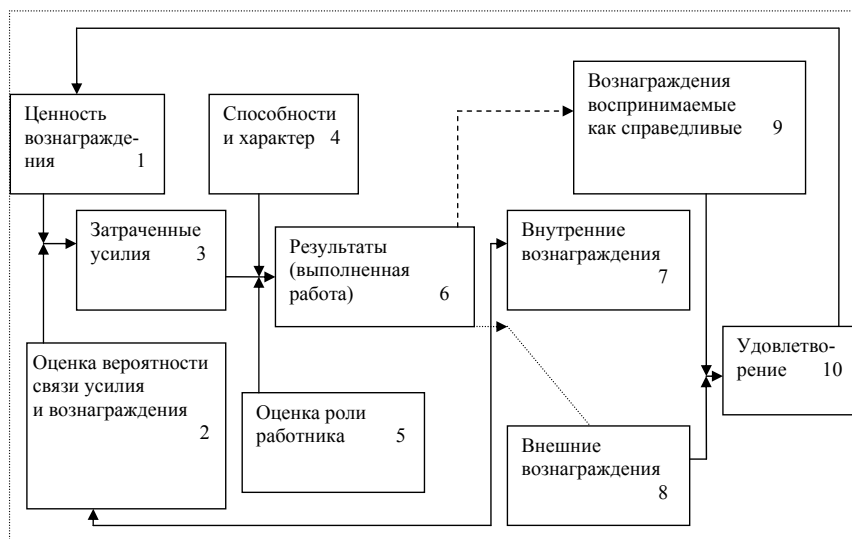 Ценность
вознагражде-
ния 1
Способности
и характер 4
Вознаграждения
воспринимаемые
как справедливые 9
Затраченные
усилия 3
Результаты
(выполненная
работа) 6
Внутренние
вознаграждения
7
Оценка вероятности
связи усилия
и вознаграждения
2
Оценка роли
работника 5
Внешние
вознаграждения
8
Удовлетво-
рение 10